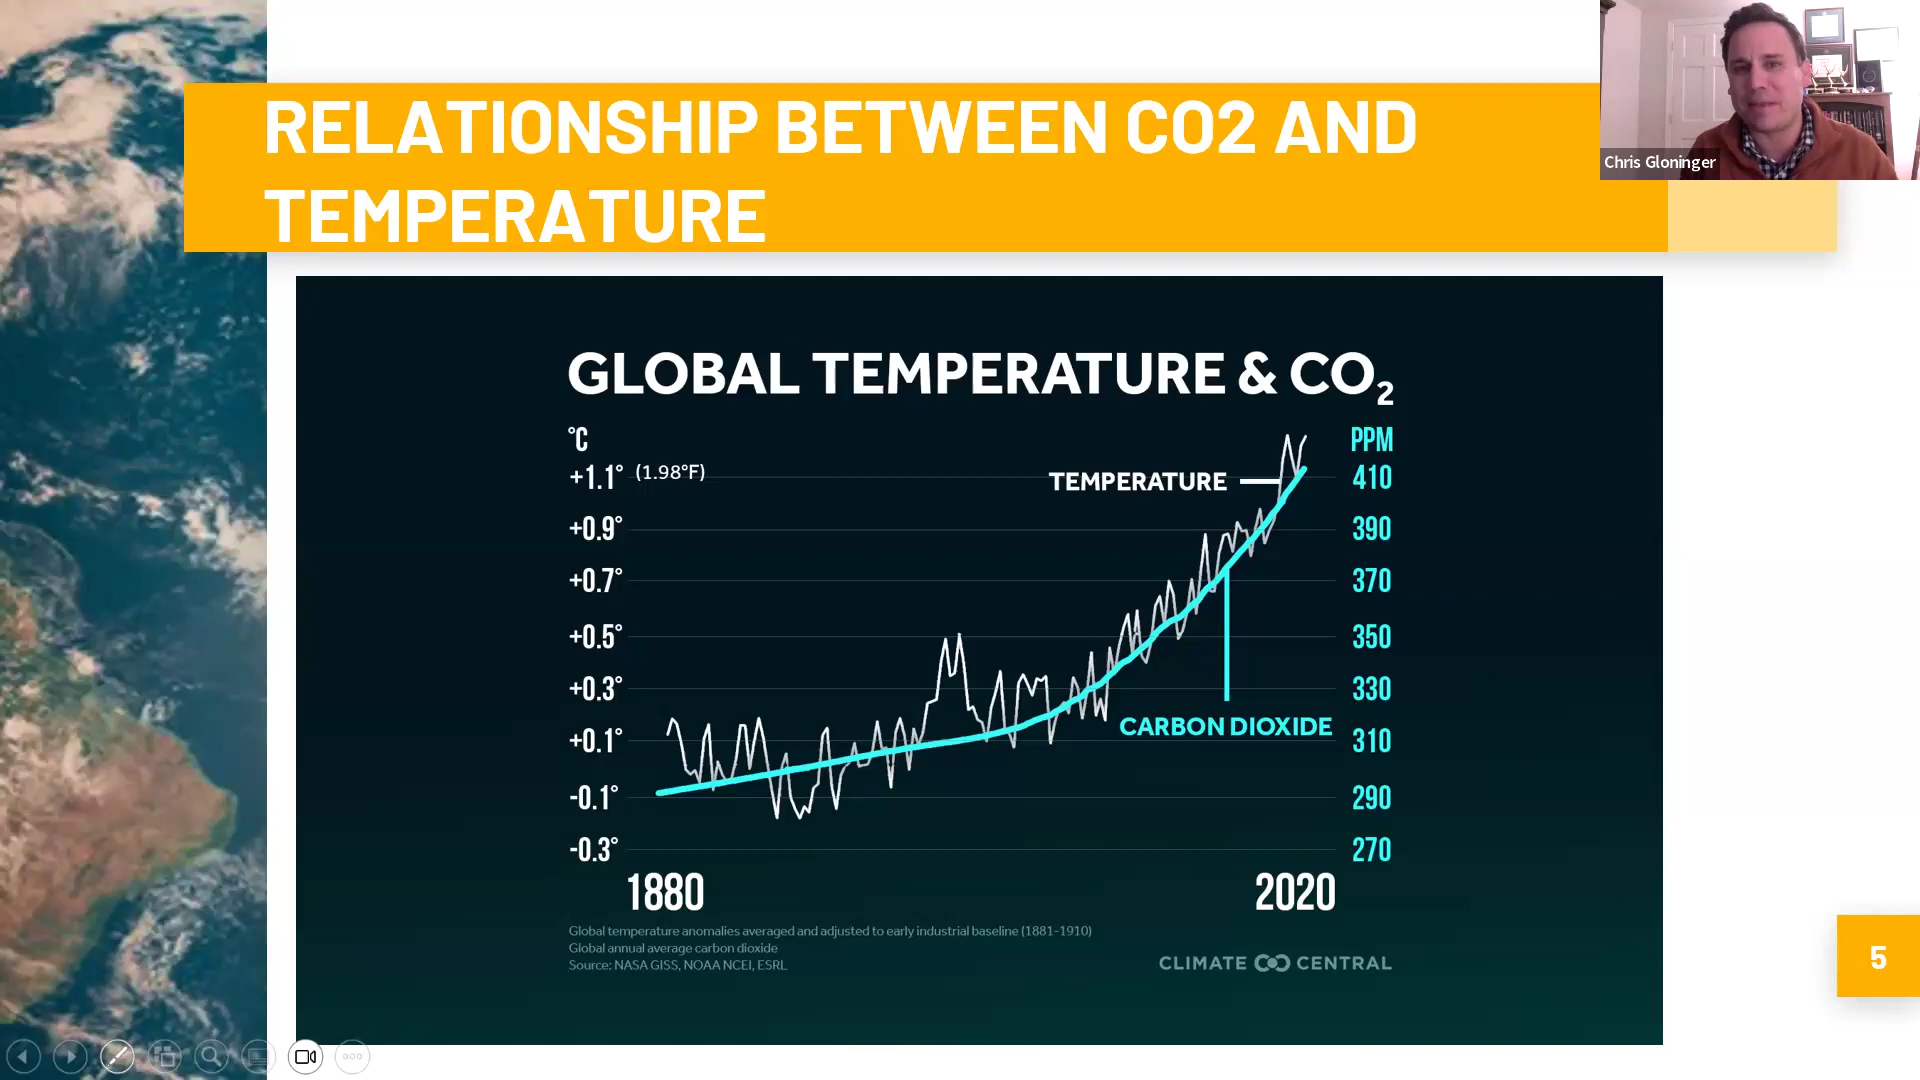 RELATIONSHIP BETWEEN CO2 AND
TEMPERATURE
Chris Gloninger
GLOBAL TEMPERATURE & CO₂
°C
PPM
+1.1° (1.98°F)
TEMPERATURE
410
+0.9°
390
+0.7°
370
+0.5°
350
+0.3°
330
CARBON DIOXIDE
+0.1°
310
-0.1°
290
-0.3°
270
1880
2020
Global temperature anomalies averaged and adjusted to early industrial baseline (1881-1910)
Global annual average carbon dioxide
Source: NASA GISS, NOAA NCEI, ESRL
CLIMATE CENTRAL
5